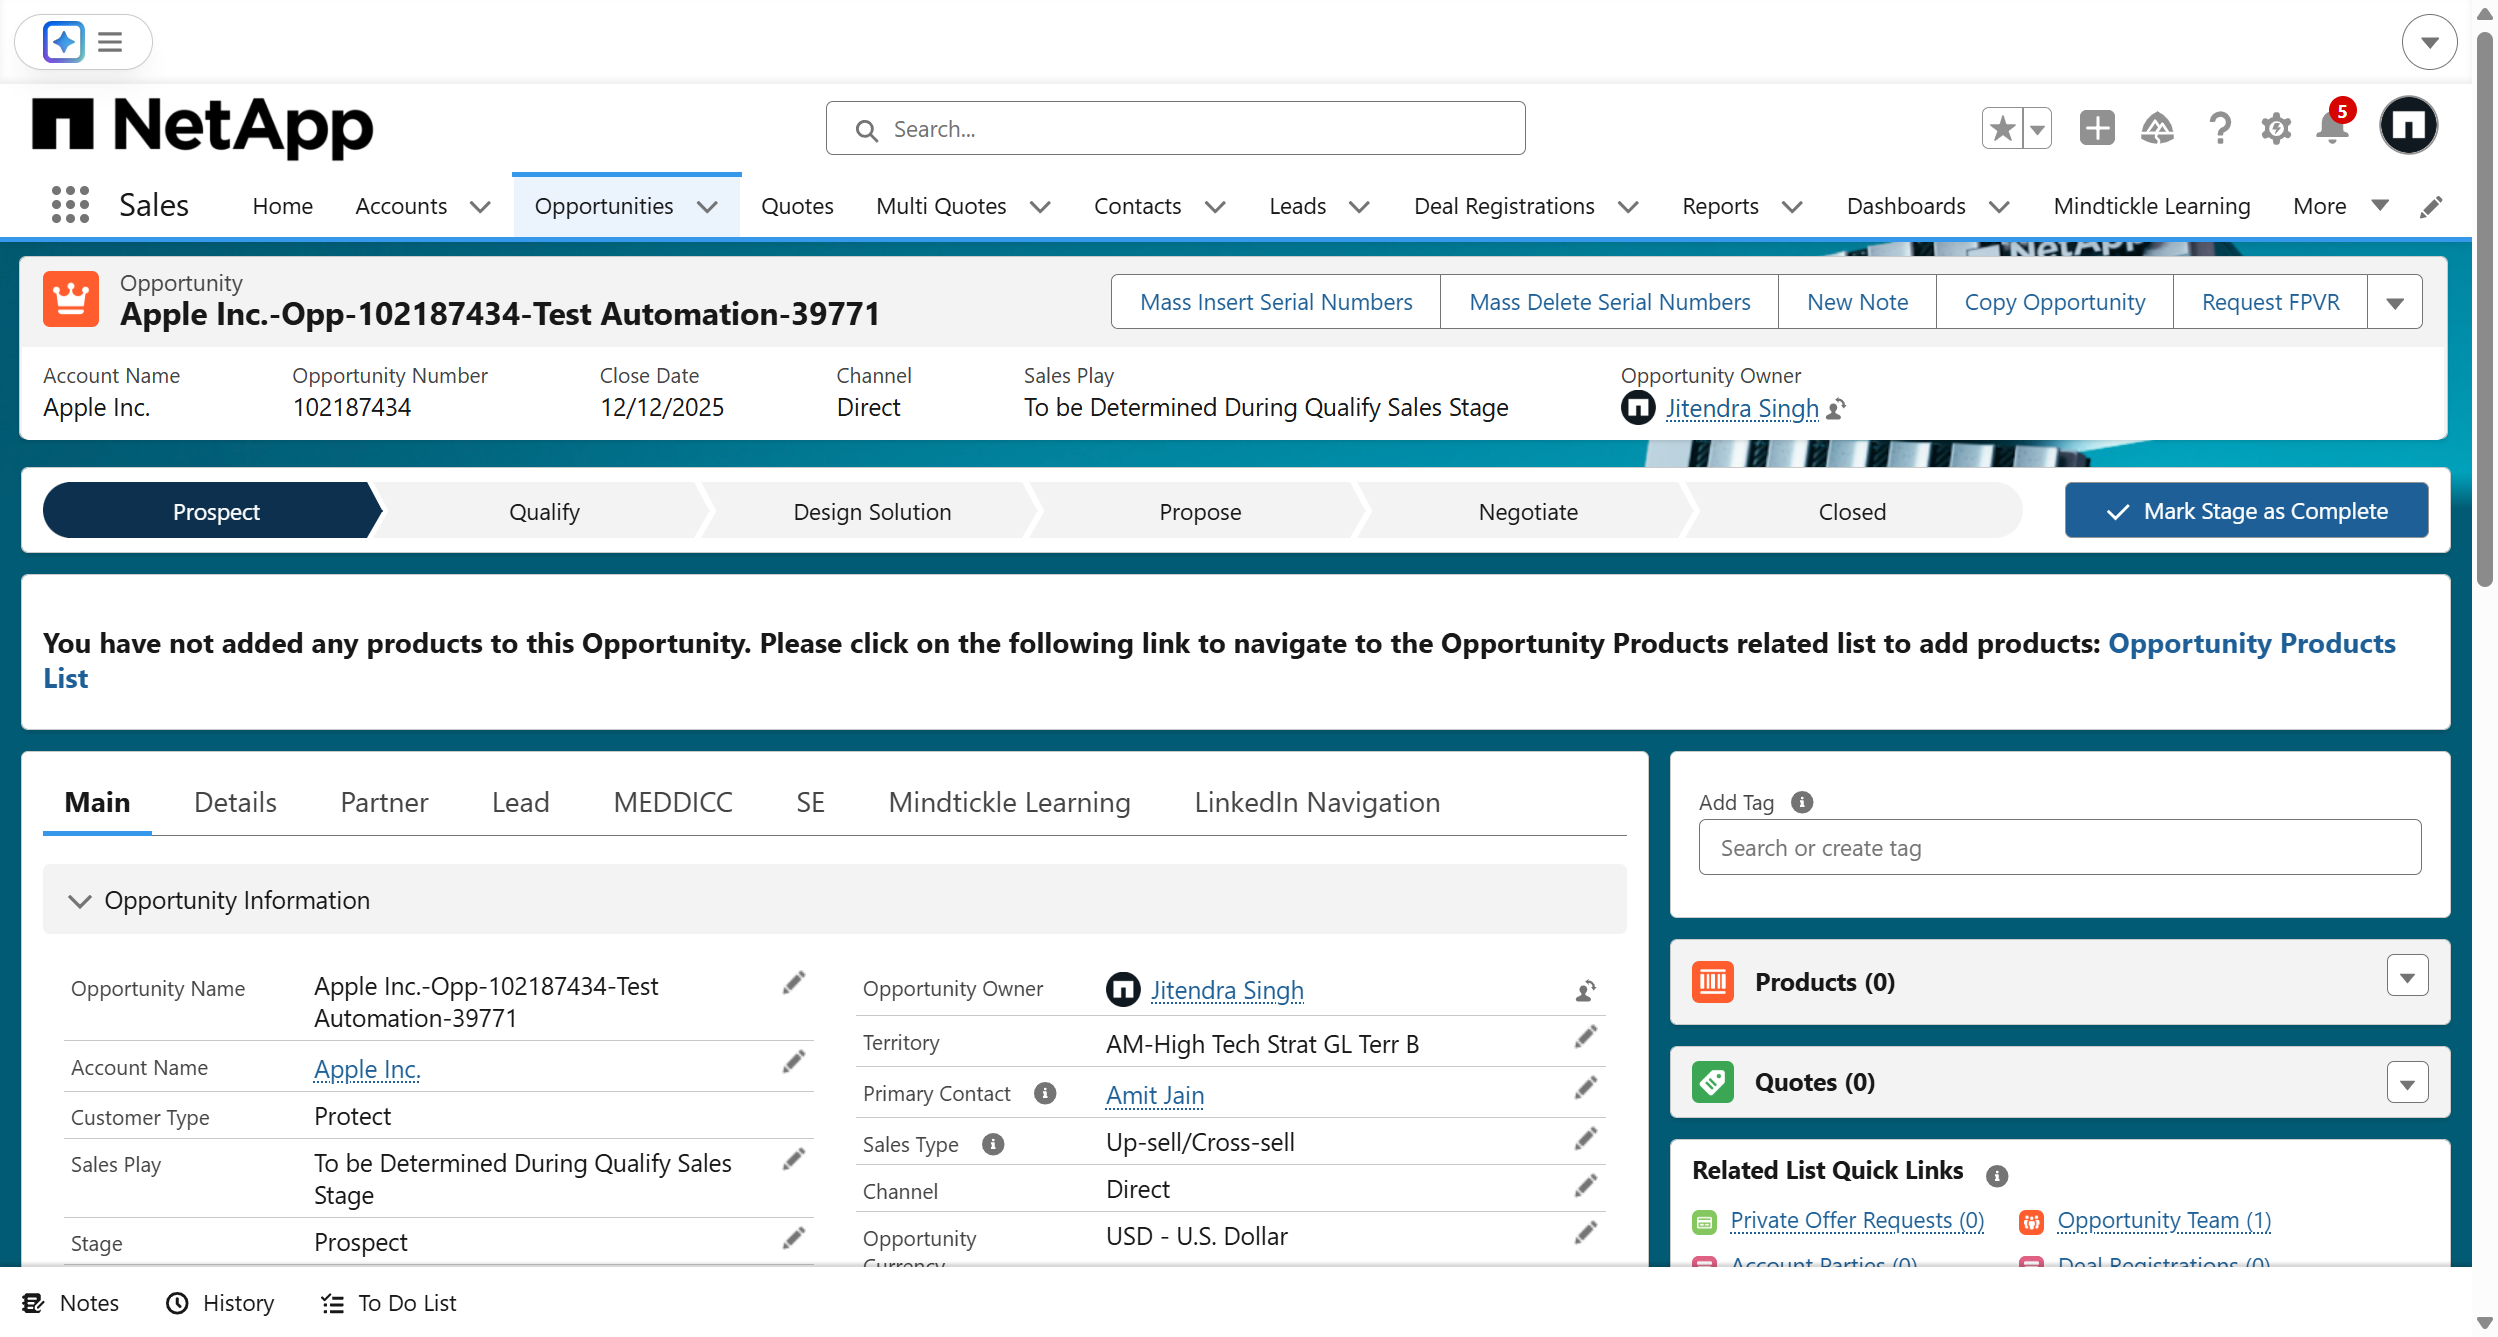 NetApp
Search...
5
Sales
Home
Accounts
Opportunities
Quotes
Multi Quotes
Contacts
Leads
Deal Registrations
Reports
Dashboards
Mindtickle Learning
More
NetApp
Opportunity
Apple Inc.-Opp-102187434-Test Automation-39771
Mass Insert Serial Numbers
Mass Delete Serial Numbers
New Note
Copy Opportunity
Request FPVR
Account Name
Apple Inc.
Opportunity Number
102187434
Close Date
12/12/2025
Channel
Direct
Sales Play
To be Determined During Qualify Sales Stage
Opportunity Owner
Jitendra Singh
Prospect
Qualify
Design Solution
Propose
Negotiate
Closed
Mark Stage as Complete
You have not added any products to this Opportunity. Please click on the following link to navigate to the Opportunity Products related list to add products: Opportunity Products
List
Main
Details
Partner
Lead
MEDDICC
SE
Mindtickle Learning
LinkedIn Navigation
Opportunity Information
Opportunity Name
Apple Inc.-Opp-102187434-Test
Automation-39771
Account Name
Apple Inc.
Customer Type
Protect
Sales Play
To be Determined During Qualify Sales
Stage
Stage
Prospect
Opportunity Owner
Jitendra Singh
Territory
AM-High Tech Strat GL Terr B
Primary Contact
Amit Jain
Sales Type
Up-sell/Cross-sell
Channel
Direct
Opportunity
Currency
USD - U.S. Dollar
Add Tag
Search or create tag
Products (0)
Quotes (0)
Related List Quick Links
Private Offer Requests (0)
Opportunity Team (1)
Account Parties (0)
Deal Registrations (0)
Notes
History
To Do List